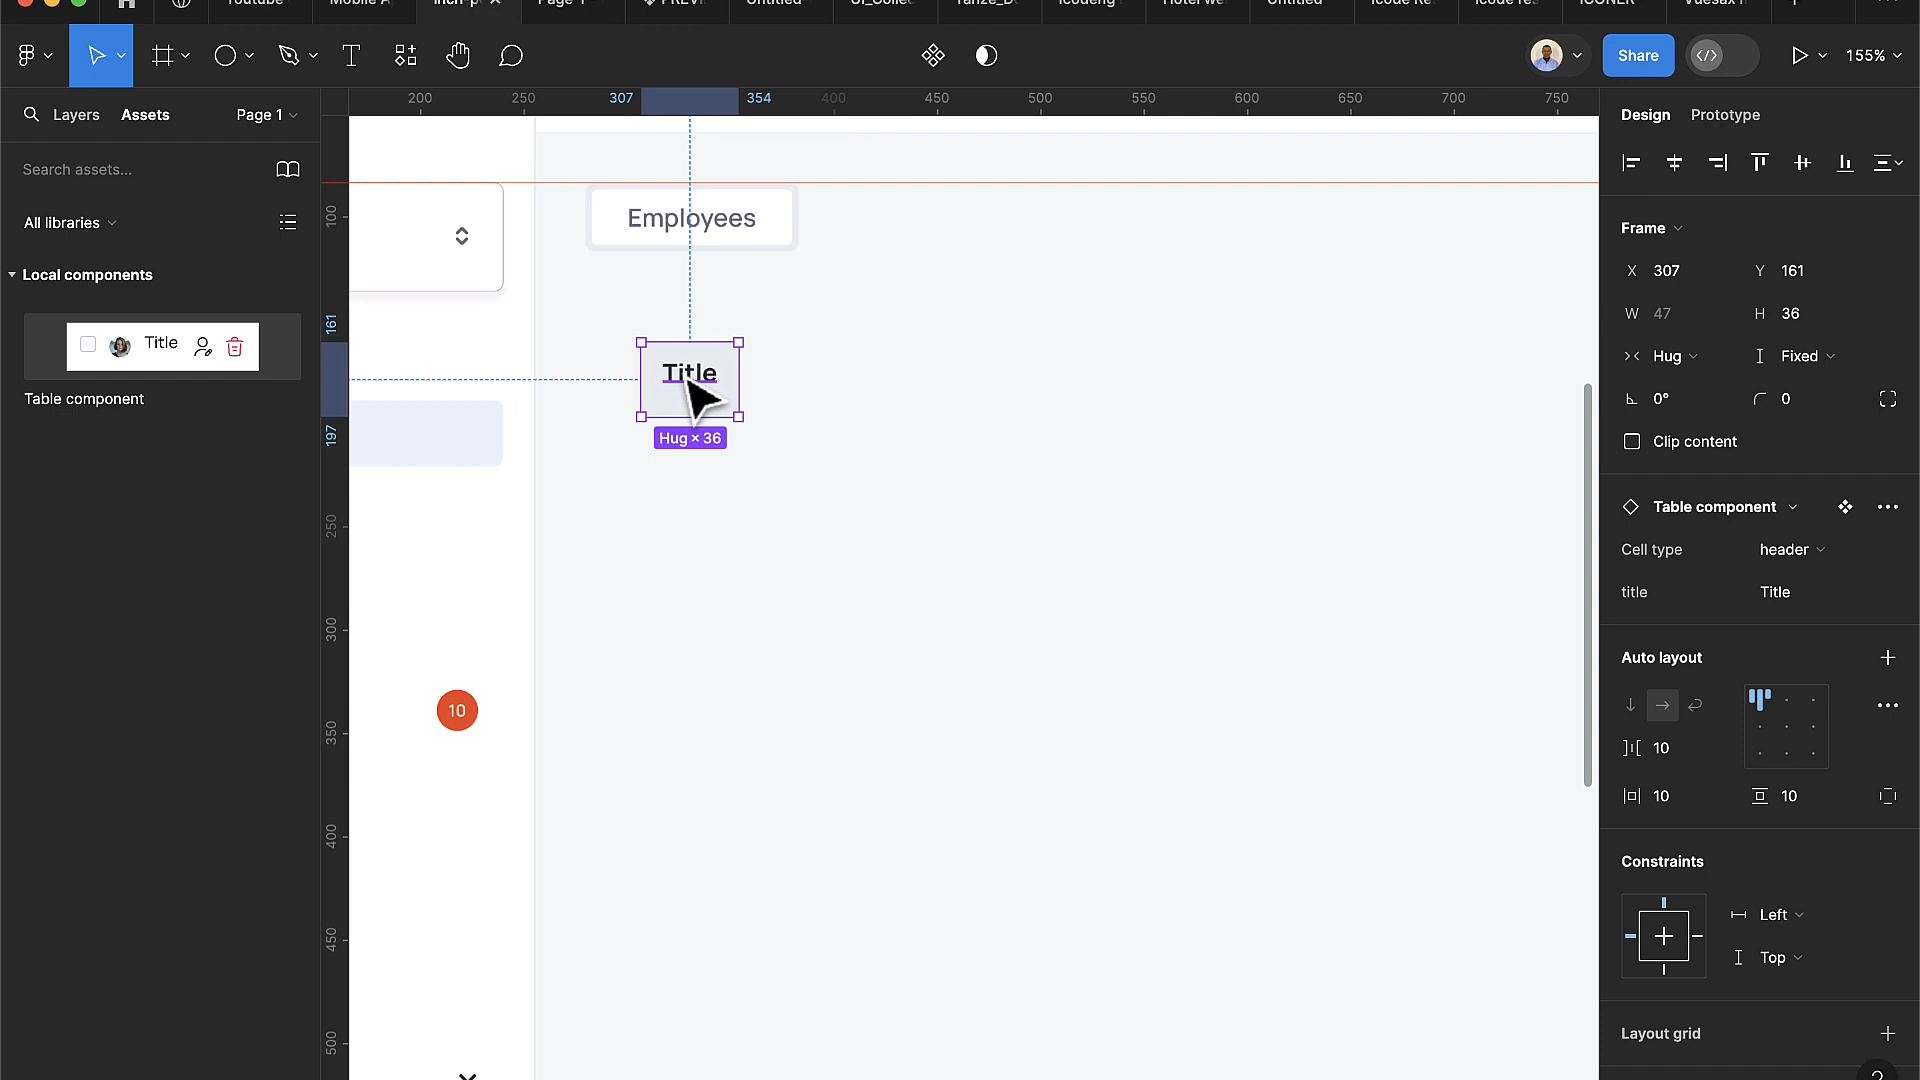 Youtube
Page 1
Share
155%
Layers
Assets
Page 1
200
250
307
354
400
450
500
550
600
650
700
750
Design
Prototype
Search assets...
All libraries
Local components
Title
Table component
100
161
197
250
300
350
400
450
500
Employees
Title
Hug × 36
10
Frame
X 307
Y 161
W 47
H 36
Hug
Fixed
0°
0
Clip content
Table component
Cell type
header
title
Title
Auto layout
10
10
10
Constraints
Left
Top
Layout grid
?